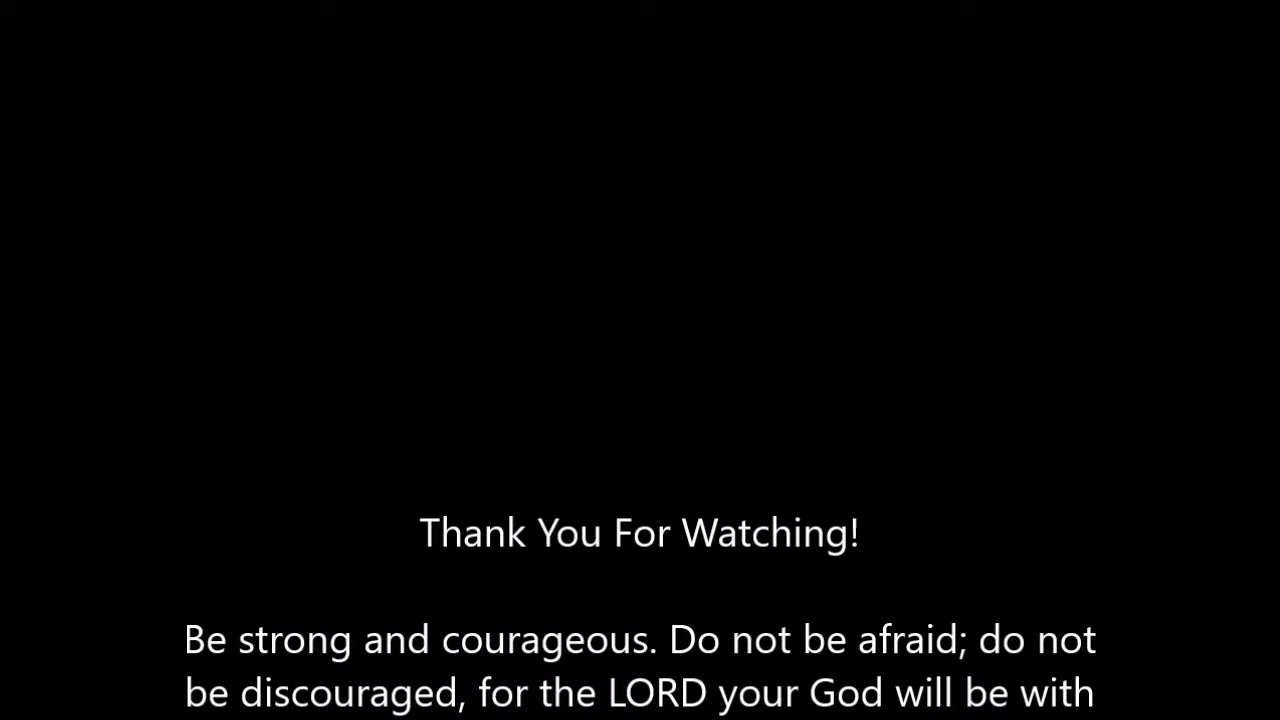 Thank You For Watching!
Be strong and courageous. Do not be afraid; do not
be discouraged, for the LORD your God will be with